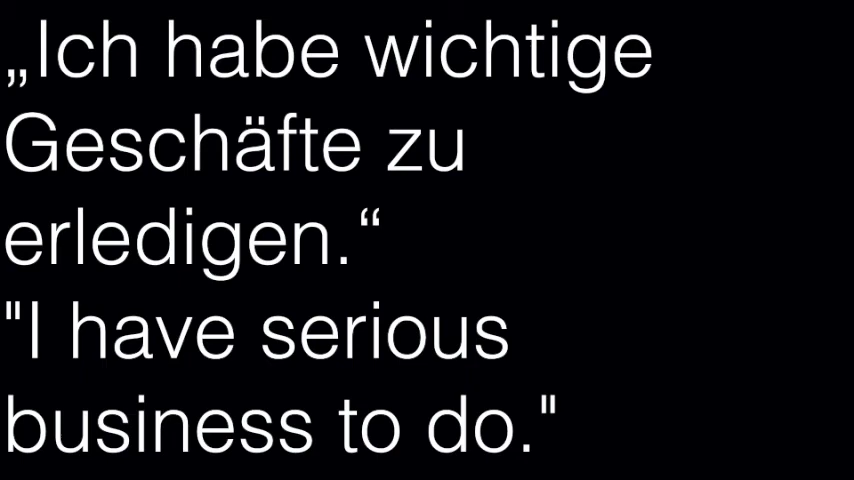 „Ich habe wichtige
Geschäfte zu
erledigen.“
"I have serious
business to do."